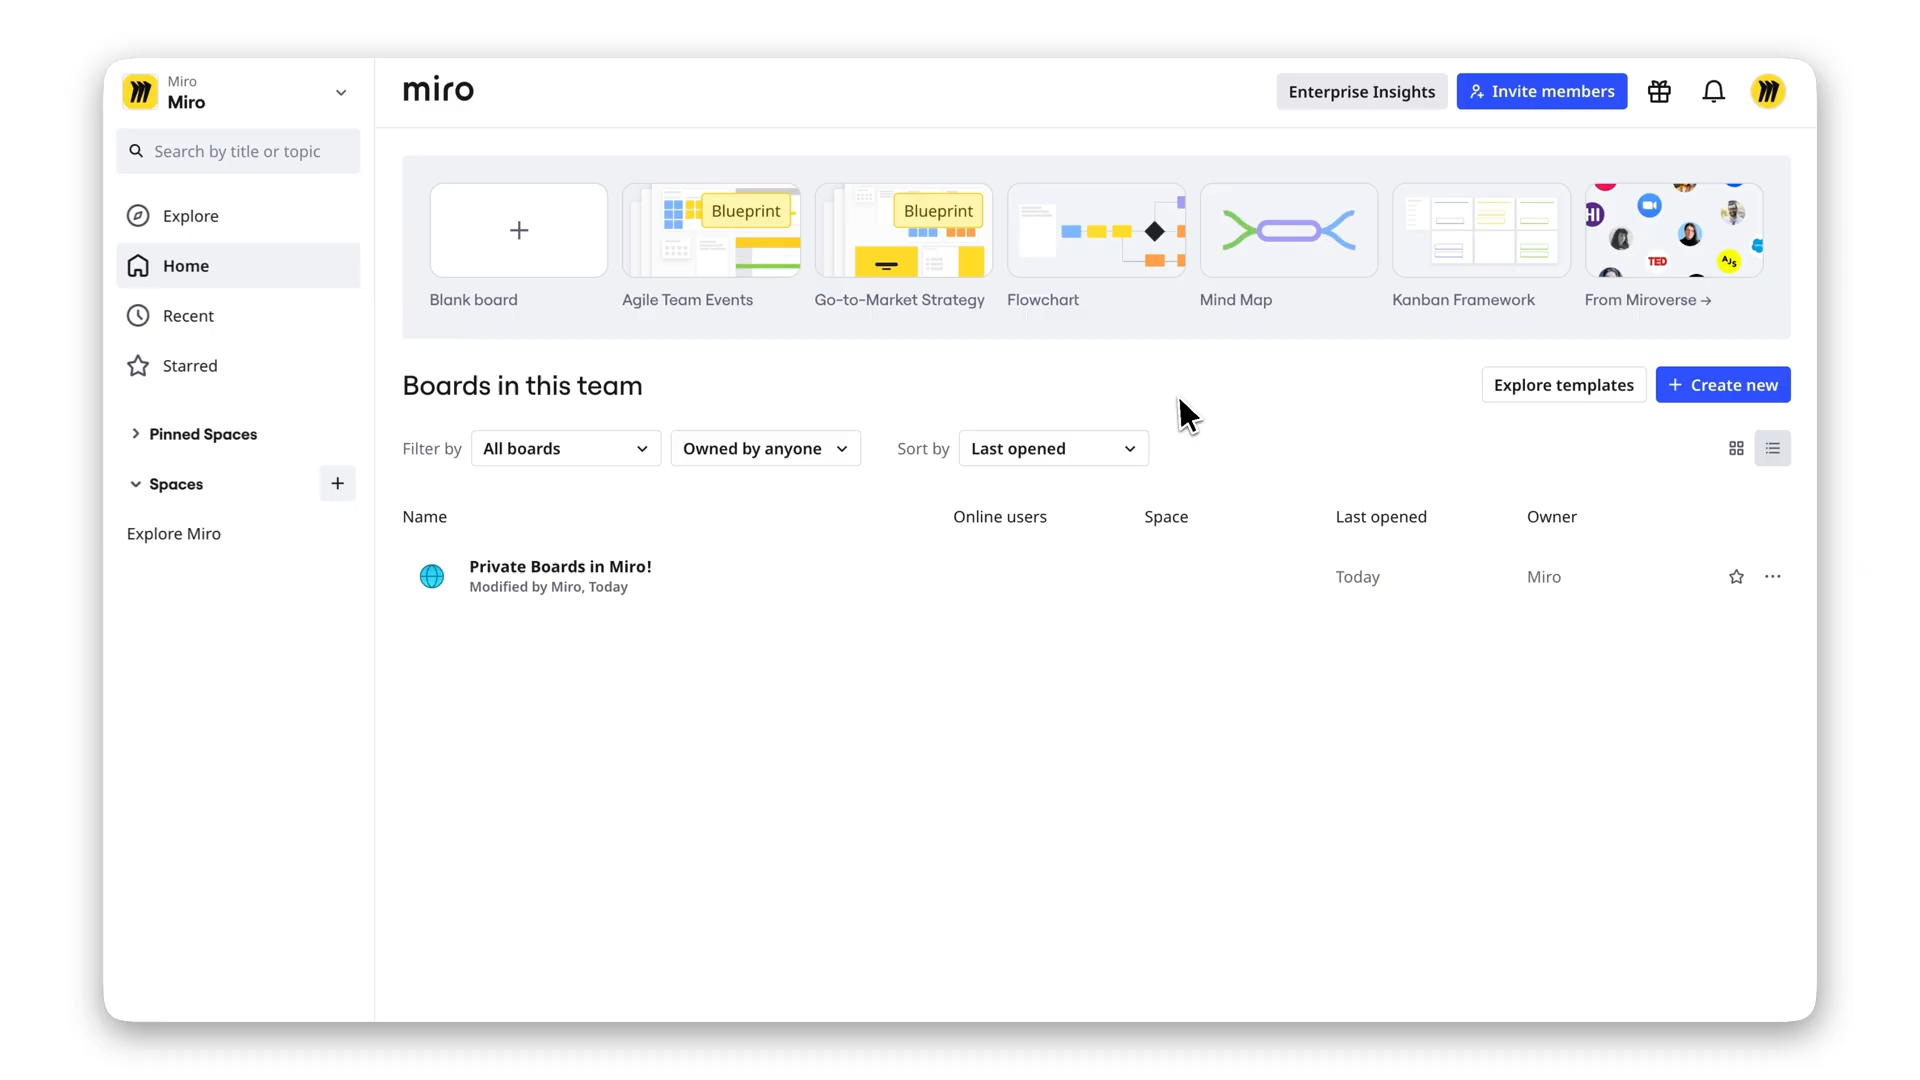 Miro
Miro
Search by title or topic
Explore
Home
Recent
Starred
Pinned Spaces
Spaces
Explore Miro
miro
Enterprise Insights
Invite members
Blueprint
Blueprint
HI
TED
AJ&S
Blank board
Agile Team Events
Go-to-Market Strategy
Flowchart
Mind Map
Kanban Framework
From Miroverse →
Boards in this team
Explore templates
+ Create new
Filter by All boards Owned by anyone Sort by Last opened
Name Online users Space Last opened Owner
Private Boards in Miro!
Modified by Miro, Today
Today Miro